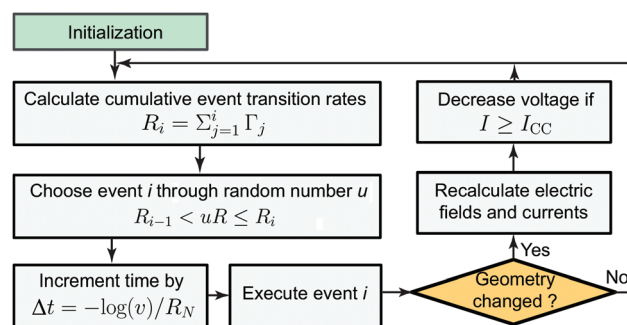 Initialization
Calculate cumulative event transition rates
R_i = Σ_{j=1}^{i} Γ_j
Choose event i through random number u
R_{i−1} < uR ≤ R_i
Increment time by
Δt = −log(v)/R_N
Execute event i
Geometry
changed ?
Yes
No
Recalculate electric
fields and currents
Decrease voltage if
I ≥ I_CC